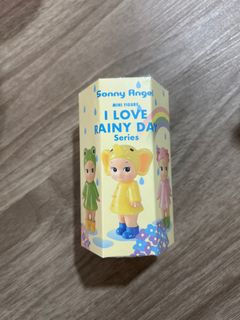 Sonny Angel
MINI FIGURE
I LOVE
RAINY DAY
Series